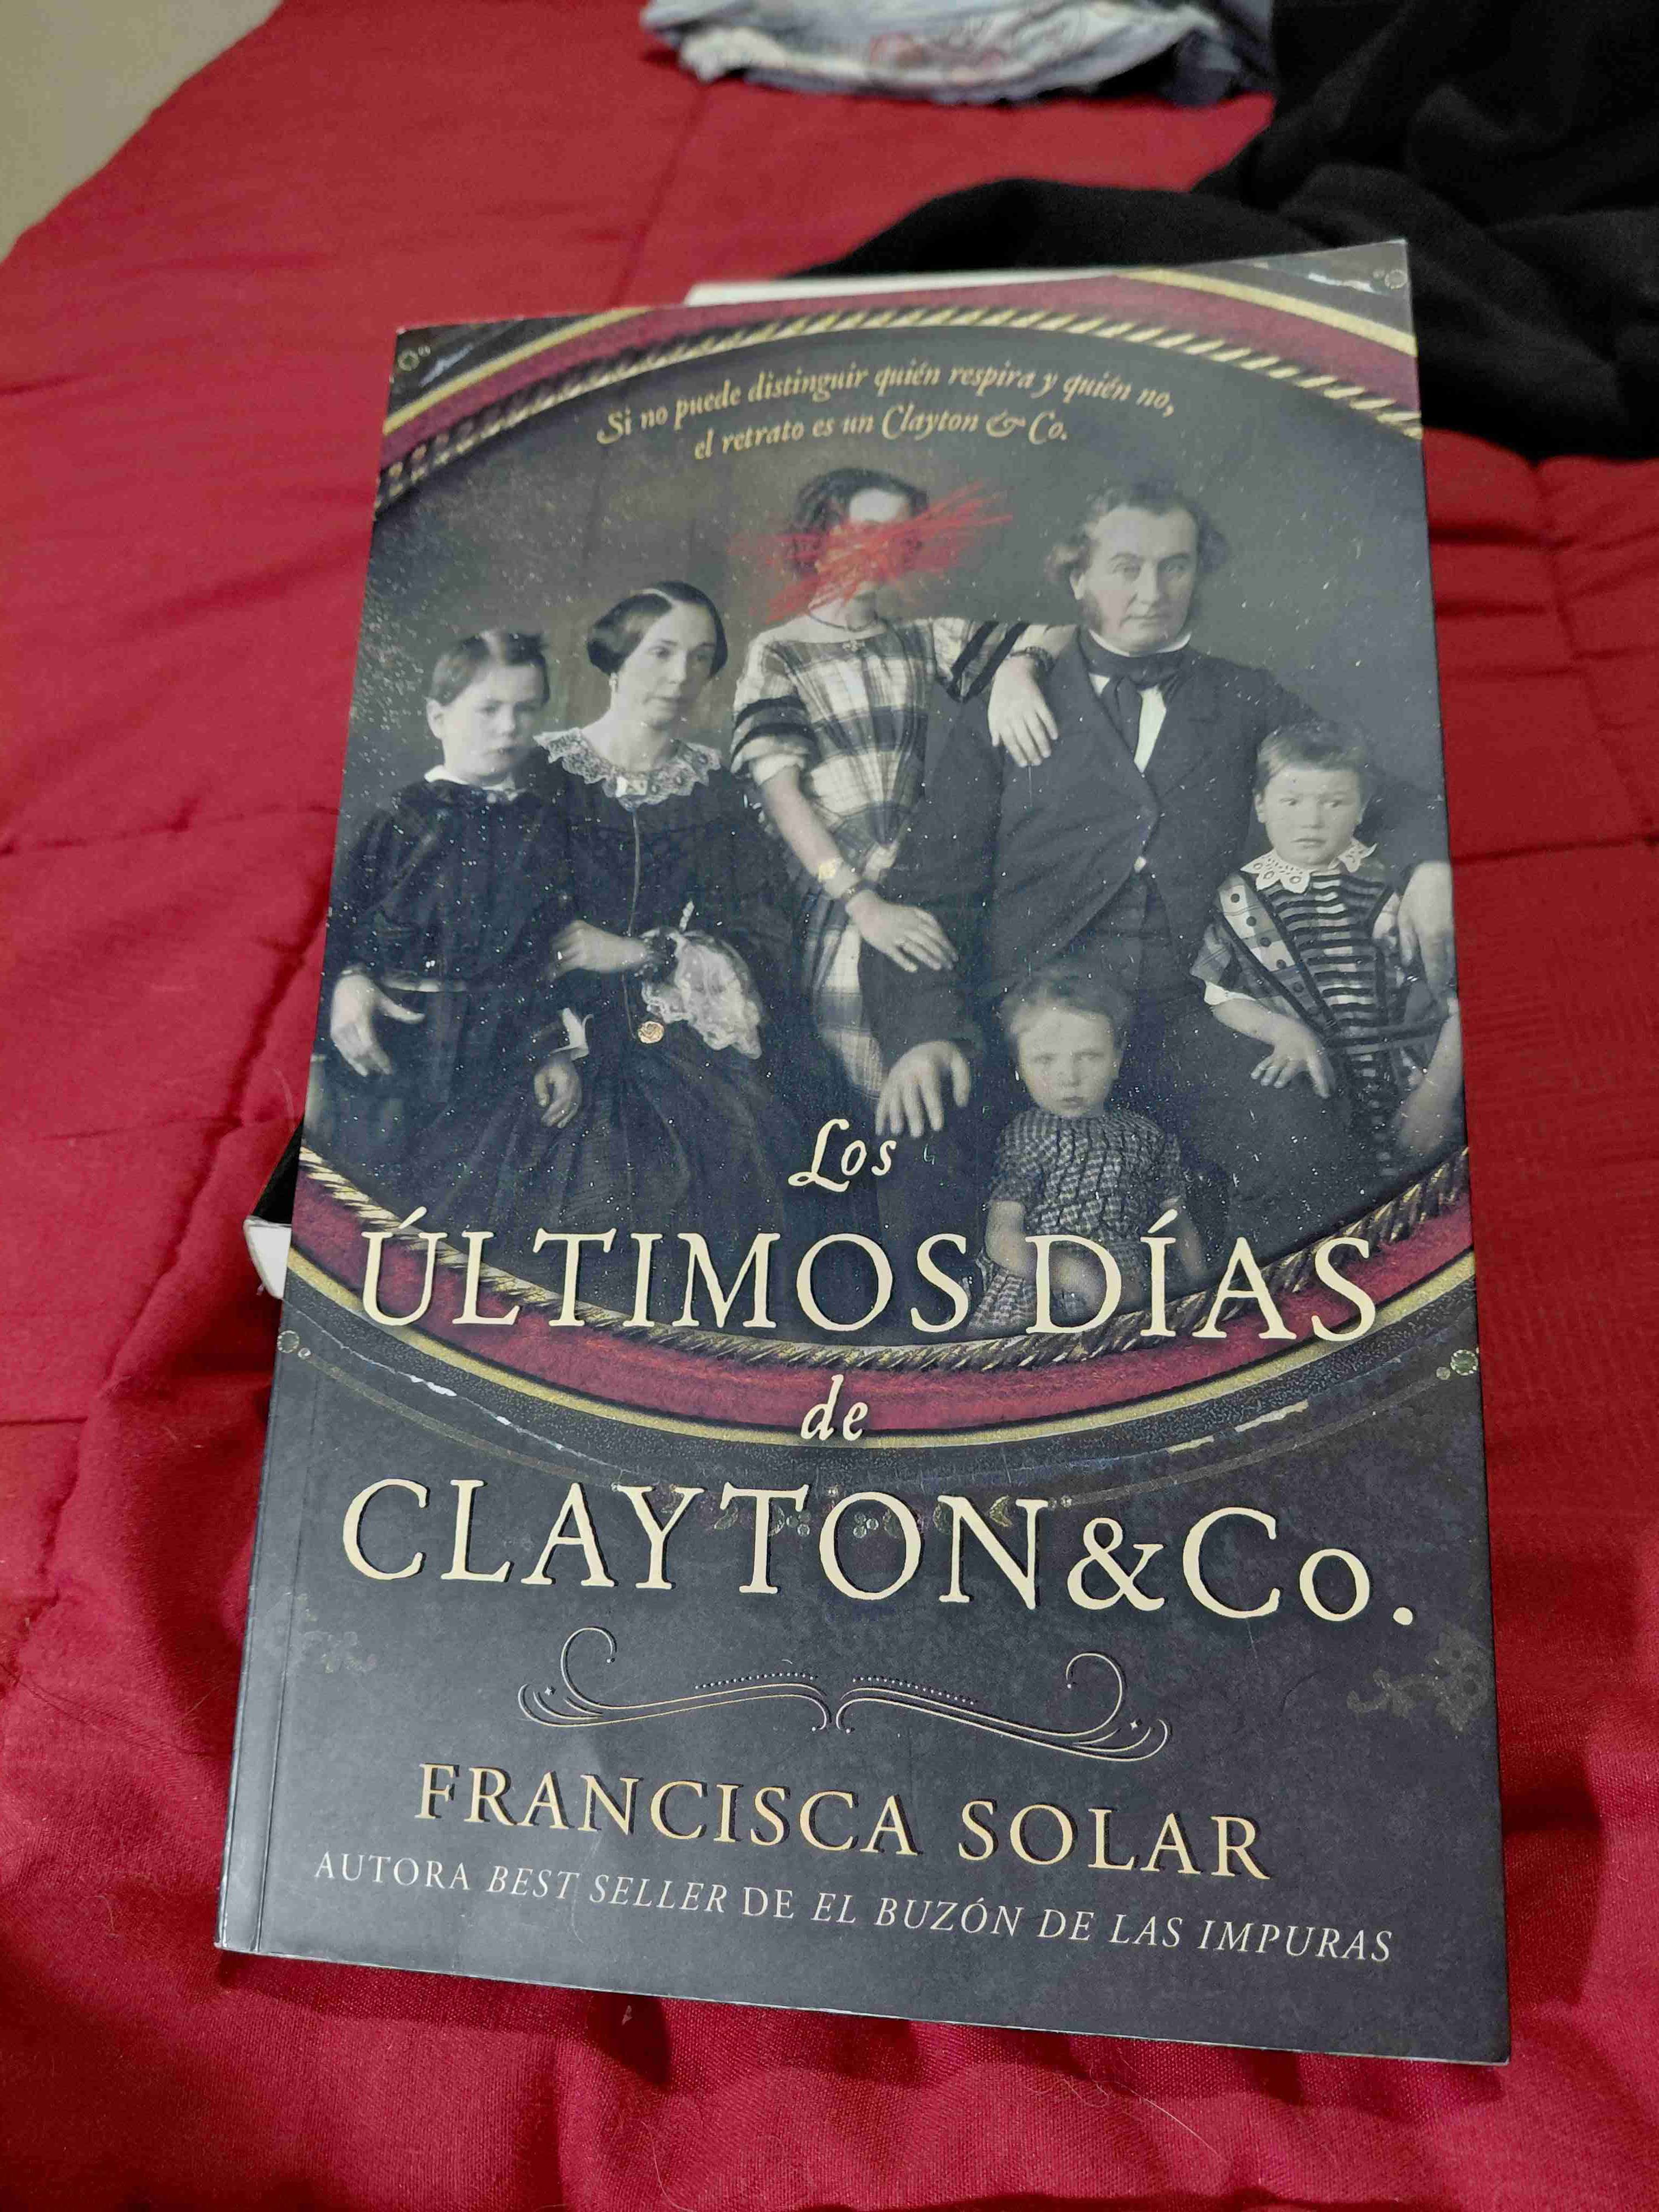 Si no puede distinguir quién respira y quién no,
el retrato es un Clayton & Co.
Los
ÚLTIMOS DÍAS
de
CLAYTON & Co.
FRANCISCA SOLAR
AUTORA BEST SELLER DE EL BUZÓN DE LAS IMPURAS